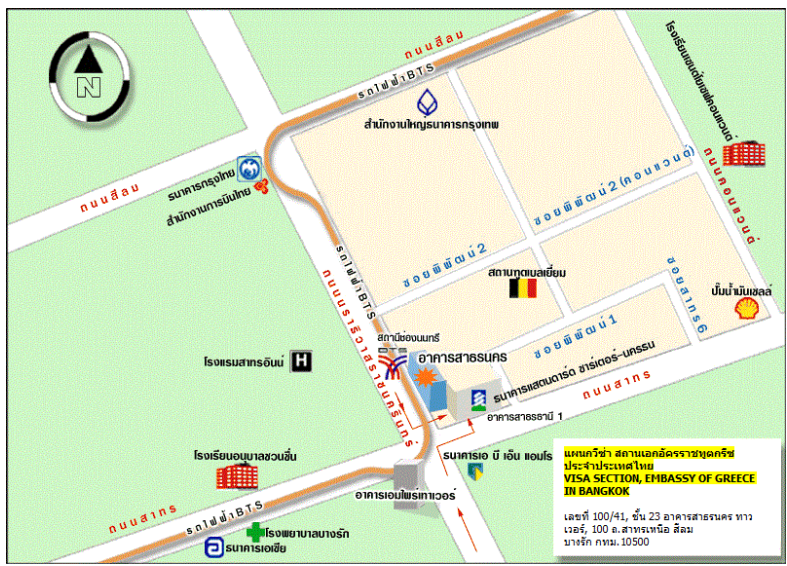 ถนนสีลม
รถไฟฟ้าBTS
โรงเรียนเซนต์โยเซฟคอนแวนต์
N
สำนักงานใหญ่ธนาคารกรุงเทพ
ธนาคารกรุงไทย
สำนักงานการบินไทย
ถนนสีลม
ซอยพิพัฒน์2(คอนแวนต์)
ถนนคอนแวนต์
ซอยพิพัฒน์2
รถไฟฟ้าBTS
สถานทูตเบลเยี่ยม
ซอยสาทร6
ปั๊มน้ำมันเชลล์
ถนนนราธิวาสราชนครินทร์
สถานีช่องนนทรี
BTS
อาคารสาธรนคร
ซอยพิพัฒน์1
โรงแรมสาทรอินน์
H
ธนาคารแสตนดาร์ด ชาร์เตอร์-นครธน
ถนนสาทร
อาคารสาธรธานี 1
โรงเรียนอนุบาลชวนชื่น
ธนาคารเอ บี เอ็น แอมโร
อาคารเอมไพร์ทาวเวอร์
ถนนสาทร
รถไฟฟ้าBTS
โรงพยาบาลบางรัก
ธนาคารเอเชีย
แผนกวีซ่า สถานเอกอัครราชทูตกรีซ
ประจำประเทศไทย
VISA SECTION, EMBASSY OF GREECE
IN BANGKOK
เลขที่ 100/41, ชั้น 23 อาคารสาธรนคร ทาว
เวอร์, 100 ถ.สาทรเหนือ สีลม
บางรัก กทม.10500